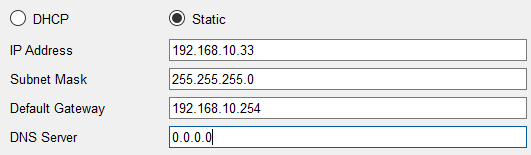 DHCP Static
IP Address 192.168.10.33
Subnet Mask 255.255.255.0
Default Gateway 192.168.10.254
DNS Server 0.0.0.0